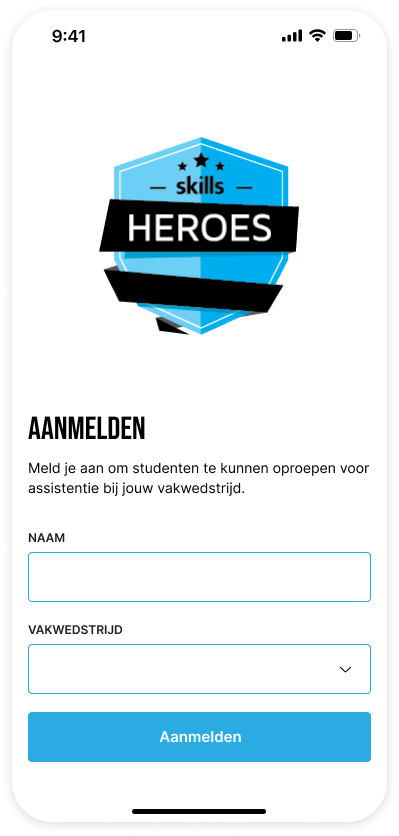 9:41
skills
HEROES
AANMELDEN
Meld je aan om studenten te kunnen oproepen voor
assistentie bij jouw vakwedstrijd.
NAAM
VAKWEDSTRIJD
Aanmelden